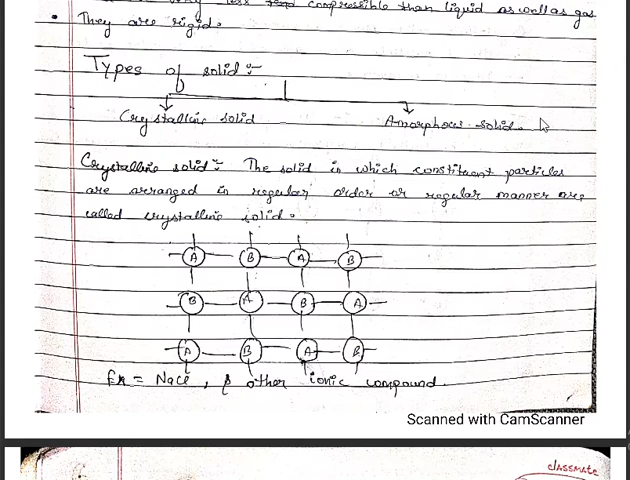 very less compressible than liquid as well as gas
• They are rigid.
Types of solid :-
Crystalline solid
Amorphous solid.
Crystalline solid :- The solid in which constituent particles
are arranged in regular order or regular manner are
called crystalline solid.
A B A B
B A B A
A B A B
Ex = NaCl, & other ionic compound.
Scanned with CamScanner
classmate